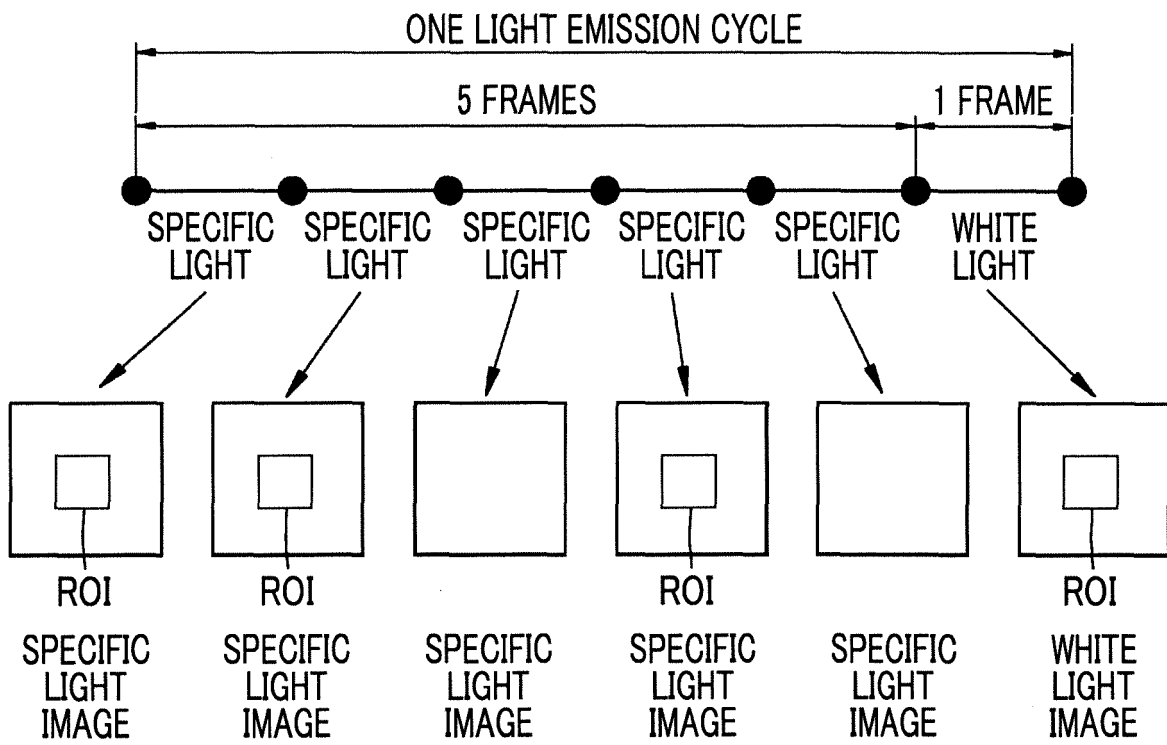 ONE LIGHT EMISSION CYCLE
5 FRAMES
1 FRAME
SPECIFIC
LIGHT
SPECIFIC
LIGHT
SPECIFIC
LIGHT
SPECIFIC
LIGHT
SPECIFIC
LIGHT
WHITE
LIGHT
ROI
ROI
ROI
ROI
SPECIFIC
LIGHT
IMAGE
SPECIFIC
LIGHT
IMAGE
SPECIFIC
LIGHT
IMAGE
SPECIFIC
LIGHT
IMAGE
SPECIFIC
LIGHT
IMAGE
WHITE
LIGHT
IMAGE